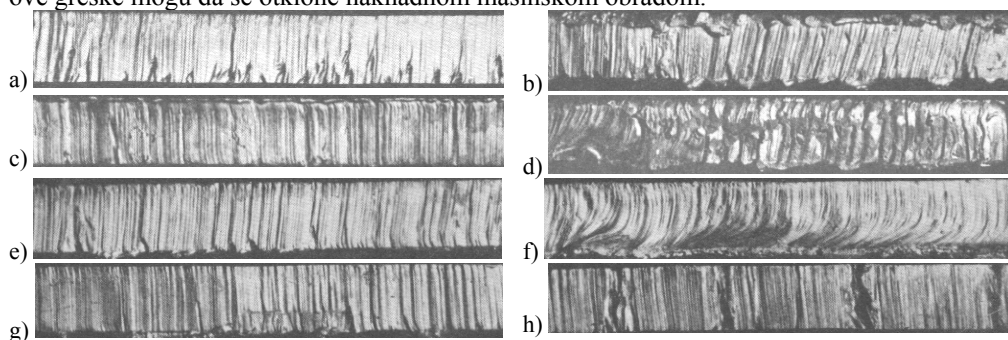 ove greške mogu da se otklone naknadnom mašinskom obradom.
a)
b)
c)
d)
e)
f)
g)
h)